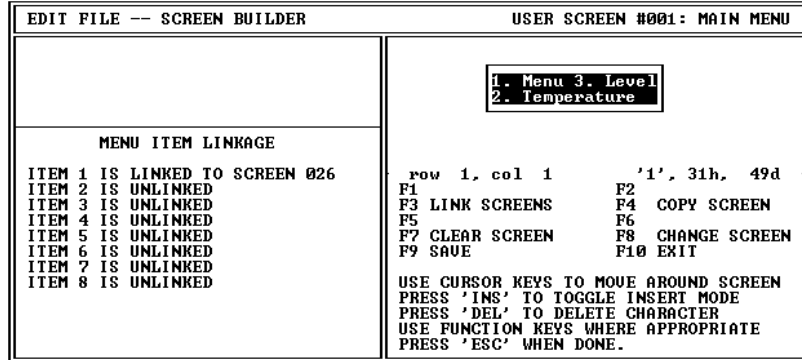 EDIT FILE -- SCREEN BUILDER USER SCREEN #001: MAIN MENU
1. Menu 3. Level
2. Temperature
MENU ITEM LINKAGE
ITEM 1 IS LINKED TO SCREEN 026
ITEM 2 IS UNLINKED
ITEM 3 IS UNLINKED
ITEM 4 IS UNLINKED
ITEM 5 IS UNLINKED
ITEM 6 IS UNLINKED
ITEM 7 IS UNLINKED
ITEM 8 IS UNLINKED
row 1, col 1 '1', 31h, 49d
F1 F2
F3 LINK SCREENS F4 COPY SCREEN
F5 F6
F7 CLEAR SCREEN F8 CHANGE SCREEN
F9 SAVE F10 EXIT
USE CURSOR KEYS TO MOVE AROUND SCREEN
PRESS 'INS' TO TOGGLE INSERT MODE
PRESS 'DEL' TO DELETE CHARACTER
USE FUNCTION KEYS WHERE APPROPRIATE
PRESS 'ESC' WHEN DONE.